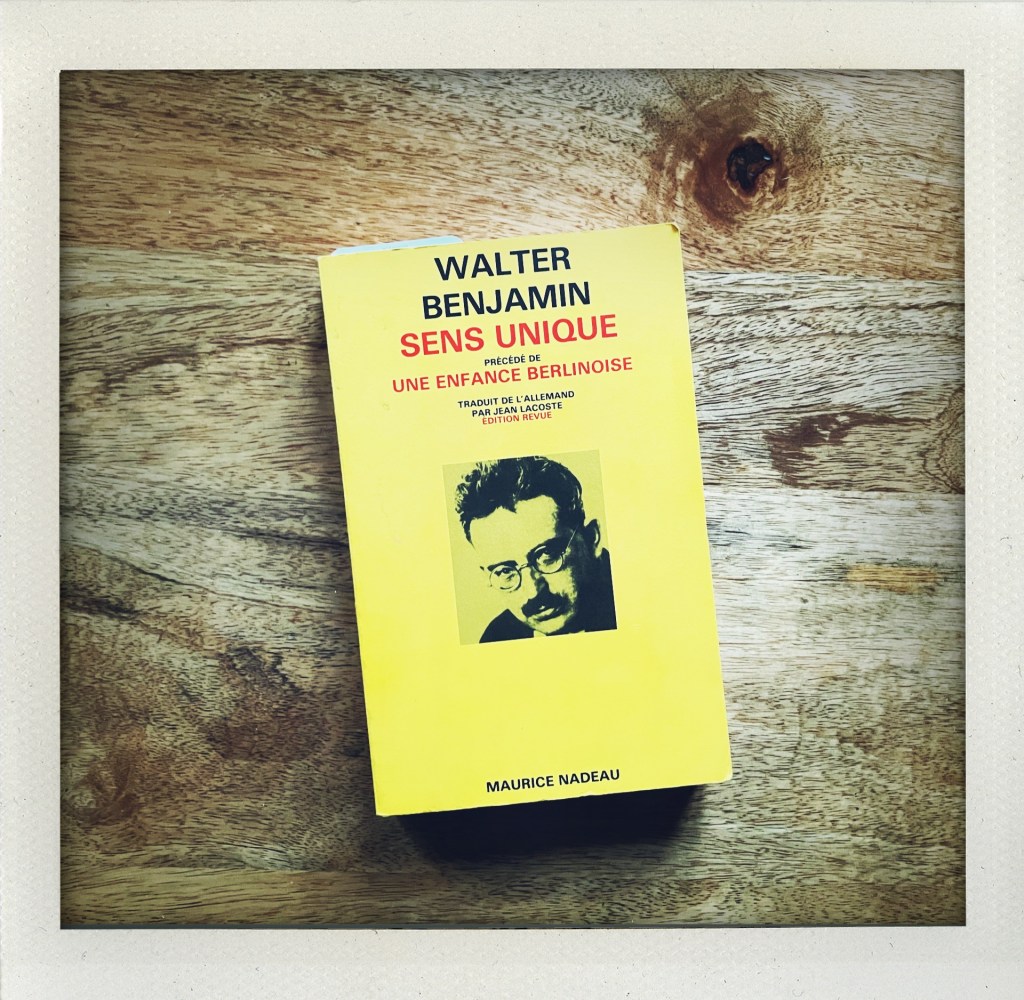 WALTER
BENJAMIN
SENS UNIQUE
PRÉCÉDÉ DE
UNE ENFANCE BERLINOISE
TRADUIT DE L'ALLEMAND
PAR JEAN LACOSTE
ÉDITION REVUE
MAURICE NADEAU